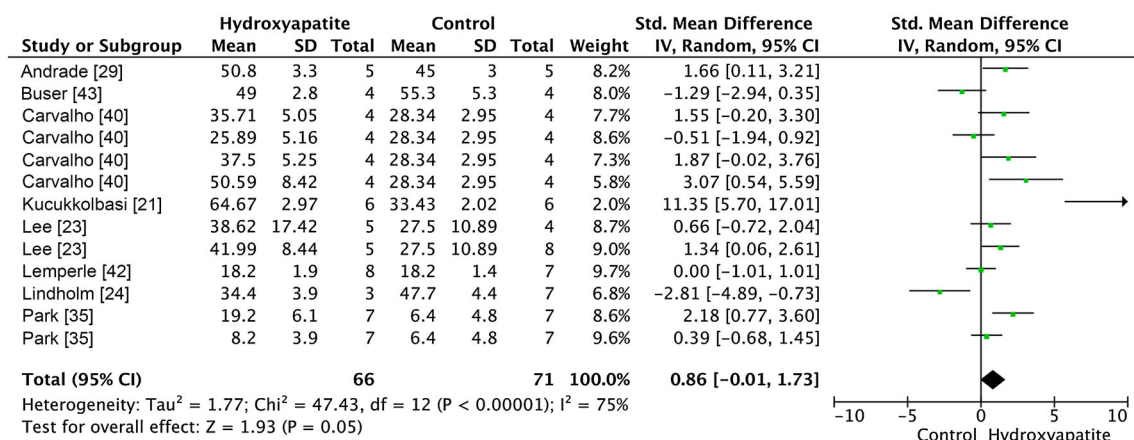 Hydroxyapatite Control Std. Mean Difference Std. Mean Difference
Study or Subgroup Mean SD Total Mean SD Total Weight IV, Random, 95% CI IV, Random, 95% CI
Andrade [29] 50.8 3.3 5 45 3 5 8.2% 1.66 [0.11, 3.21]
Buser [43] 49 2.8 4 55.3 5.3 4 8.0% −1.29 [−2.94, 0.35]
Carvalho [40] 35.71 5.05 4 28.34 2.95 4 7.7% 1.55 [−0.20, 3.30]
Carvalho [40] 25.89 5.16 4 28.34 2.95 4 8.6% −0.51 [−1.94, 0.92]
Carvalho [40] 37.5 5.25 4 28.34 2.95 4 7.3% 1.87 [−0.02, 3.76]
Carvalho [40] 50.59 8.42 4 28.34 2.95 4 5.8% 3.07 [0.54, 5.59]
Kucukkolbasi [21] 64.67 2.97 6 33.43 2.02 6 2.0% 11.35 [5.70, 17.01]
Lee [23] 38.62 17.42 5 27.5 10.89 4 8.7% 0.66 [−0.72, 2.04]
Lee [23] 41.99 8.44 5 27.5 10.89 8 9.0% 1.34 [0.06, 2.61]
Lemperle [42] 18.2 1.9 8 18.2 1.4 7 9.7% 0.00 [−1.01, 1.01]
Lindholm [24] 34.4 3.9 3 47.7 4.4 7 6.8% −2.81 [−4.89, −0.73]
Park [35] 19.2 6.1 7 6.4 4.8 7 8.6% 2.18 [0.77, 3.60]
Park [35] 8.2 3.9 7 6.4 4.8 7 9.6% 0.39 [−0.68, 1.45]
Total (95% CI) 66 71 100.0% 0.86 [−0.01, 1.73]
Heterogeneity: Tau² = 1.77; Chi² = 47.43, df = 12 (P < 0.00001); I² = 75%
Test for overall effect: Z = 1.93 (P = 0.05)
−10 −5 0 5 10
Control Hydroxyapatite